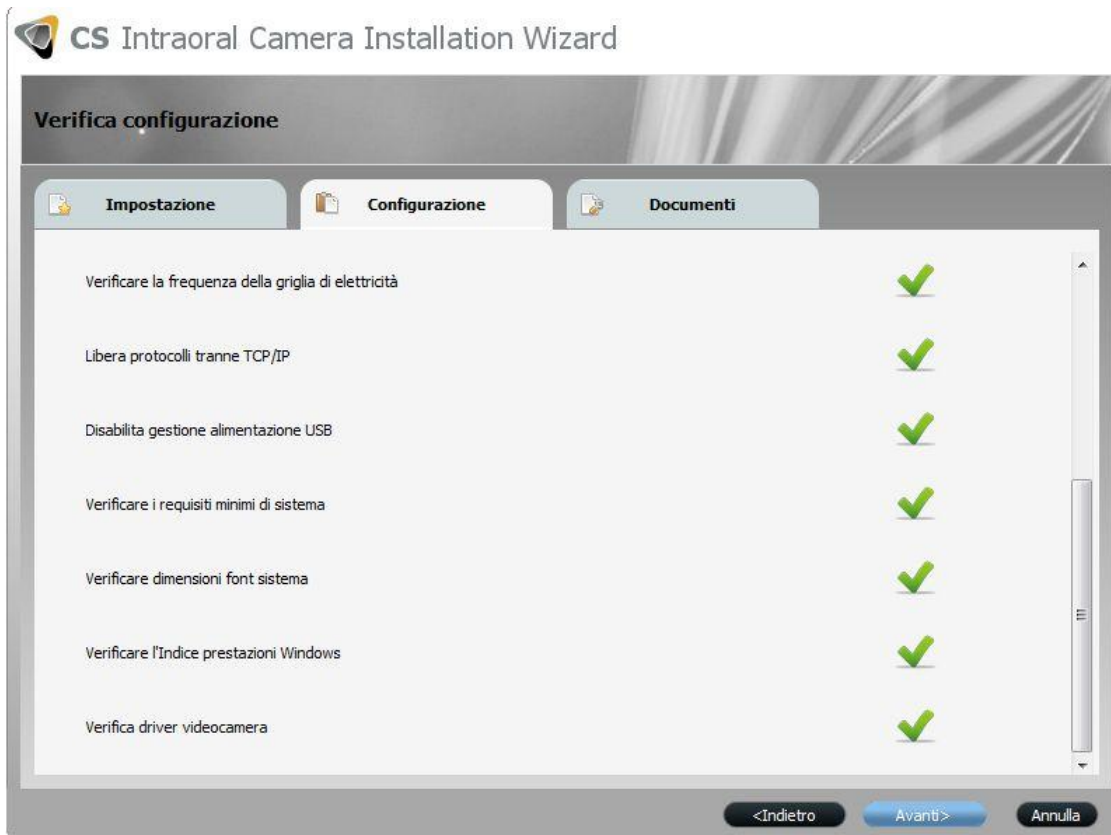 CS Intraoral Camera Installation Wizard
Verifica configurazione
Impostazione
Configurazione
Documenti
Verificare la frequenza della griglia di elettricità
Libera protocolli tranne TCP/IP
Disabilita gestione alimentazione USB
Verificare i requisiti minimi di sistema
Verificare dimensioni font sistema
Verificare l'Indice prestazioni Windows
Verifica driver videocamera
<Indietro
Avanti>
Annulla